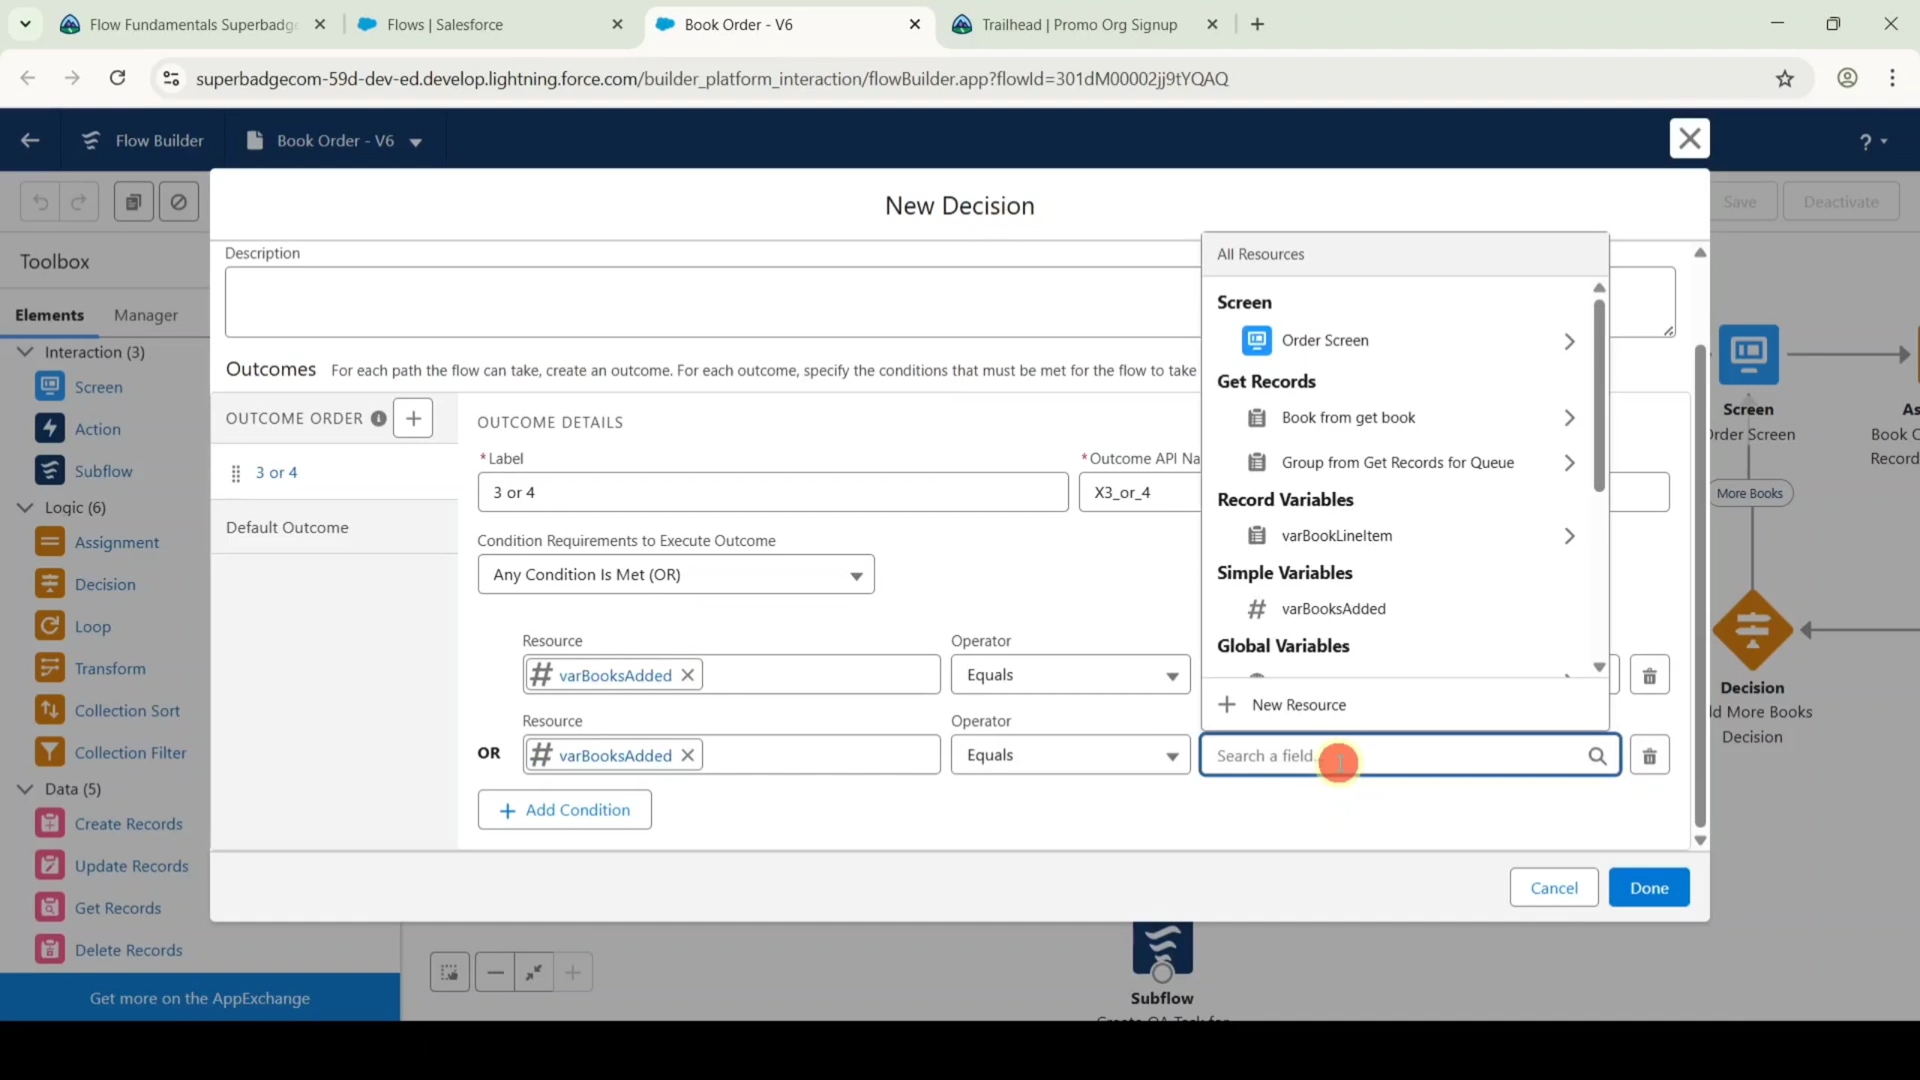 Flow Fundamentals Superbadge
Flows | Salesforce
Book Order - V6
Trailhead | Promo Org Signup
superbadgecom-59d-dev-ed.develop.lightning.force.com/builder_platform_interaction/flowBuilder.app?flowId=301dM00002jj9tYQAQ
Flow Builder
Book Order - V6
?
New Decision
Save
Deactivate
Toolbox
Elements
Manager
Interaction (3)
Screen
Action
Subflow
Logic (6)
Assignment
Decision
Loop
Transform
Collection Sort
Collection Filter
Data (5)
Create Records
Update Records
Get Records
Delete Records
Get more on the AppExchange
Description
Outcomes For each path the flow can take, create an outcome. For each outcome, specify the conditions that must be met for the flow to take
OUTCOME ORDER
3 or 4
Default Outcome
OUTCOME DETAILS
*Label
3 or 4
*Outcome API Na
X3_or_4
Condition Requirements to Execute Outcome
Any Condition Is Met (OR)
Resource
Operator
# varBooksAdded
Equals
Resource
Operator
OR
# varBooksAdded
Equals
Search a field
Add Condition
All Resources
Screen
Order Screen
Get Records
Book from get book
Group from Get Records for Queue
Record Variables
varBookLineItem
Simple Variables
# varBooksAdded
Global Variables
New Resource
Cancel
Done
Screen
Order Screen
As
Book O
Record
More Books
Decision
d More Books
Decision
Subflow